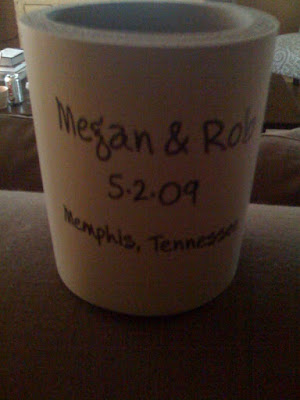 Megan & Rob
5.2.09
Memphis, Tennessee